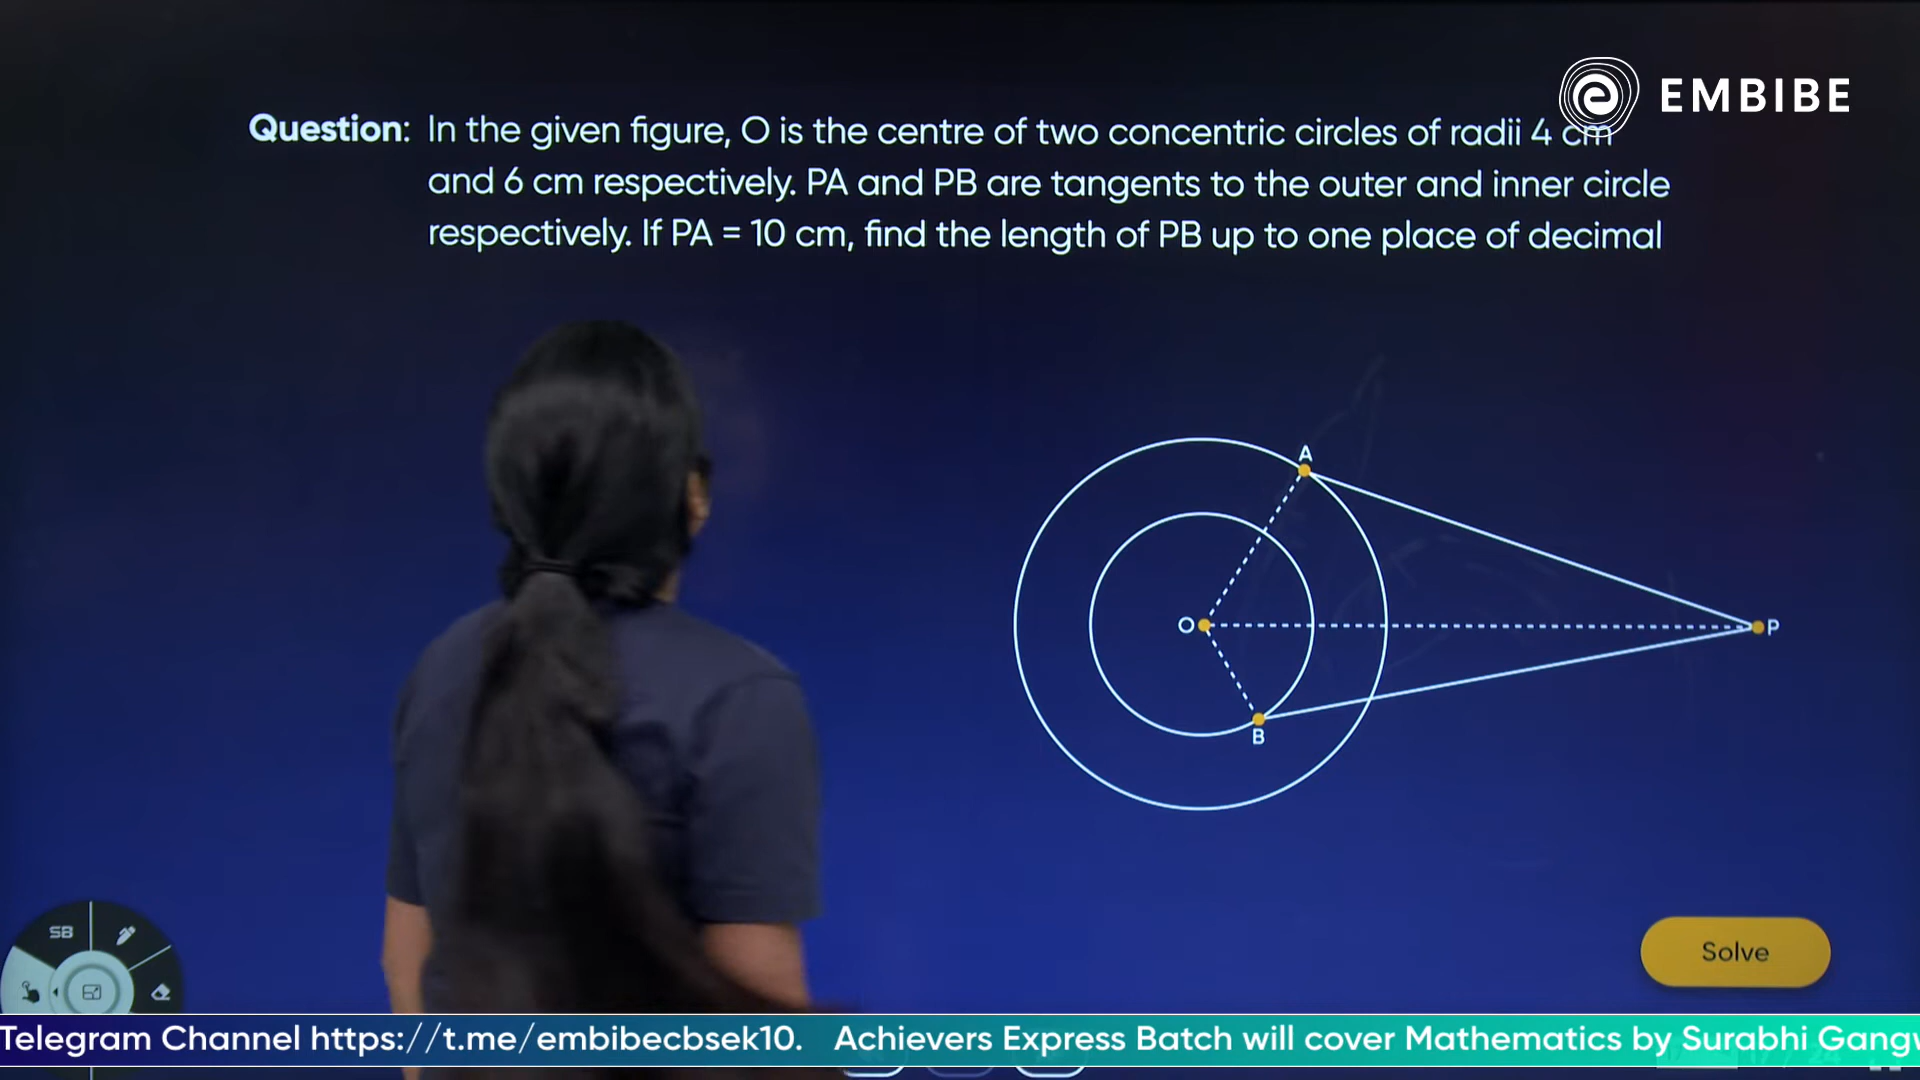 EMBIBE
Question: In the given figure, O is the centre of two concentric circles of radii 4 cm
and 6 cm respectively. PA and PB are tangents to the outer and inner circle
respectively. If PA = 10 cm, find the length of PB up to one place of decimal
A
O
P
B
SB
Solve
Telegram Channel https://t.me/embibecbsek10. Achievers Express Batch will cover Mathematics by Surabhi